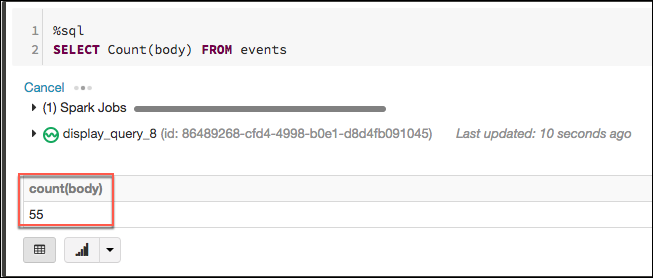 1 %sql
2 SELECT Count(body) FROM events
Cancel
(1) Spark Jobs
display_query_8 (id: 86489268-cfd4-4998-b0e1-d8d4fb091045) Last updated: 10 seconds ago
count(body)
55